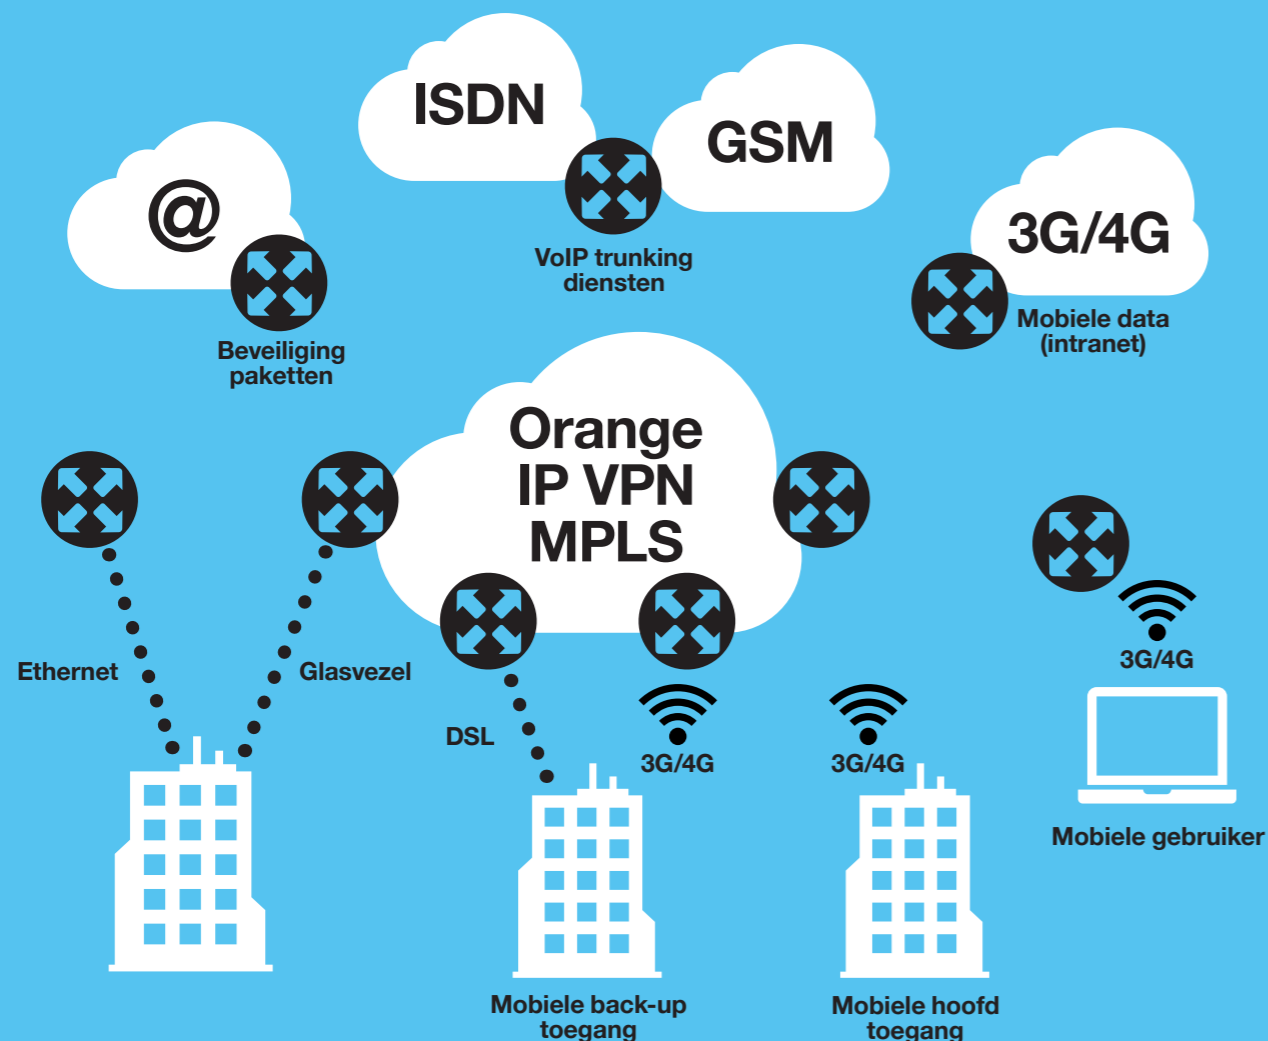 ISDN
GSM
@
3G/4G
VoIP trunking
diensten
Beveiliging
paketten
Mobiele data
(intranet)
Orange
IP VPN
MPLS
Ethernet
Glasvezel
DSL
3G/4G
3G/4G
3G/4G
Mobiele gebruiker
Mobiele back-up
toegang
Mobiele hoofd
toegang